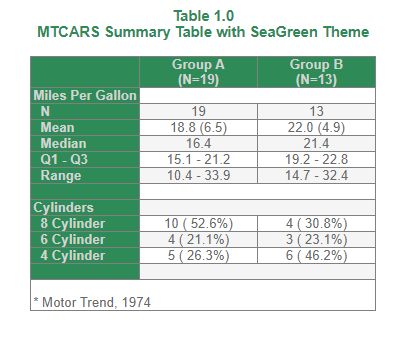 Table 1.0
MTCARS Summary Table with SeaGreen Theme
Group A Group B
(N=19) (N=13)
Miles Per Gallon
N 19 13
Mean 18.8 (6.5) 22.0 (4.9)
Median 16.4 21.4
Q1 - Q3 15.1 - 21.2 19.2 - 22.8
Range 10.4 - 33.9 14.7 - 32.4
Cylinders
8 Cylinder 10 ( 52.6%) 4 ( 30.8%)
6 Cylinder 4 ( 21.1%) 3 ( 23.1%)
4 Cylinder 5 ( 26.3%) 6 ( 46.2%)
* Motor Trend, 1974